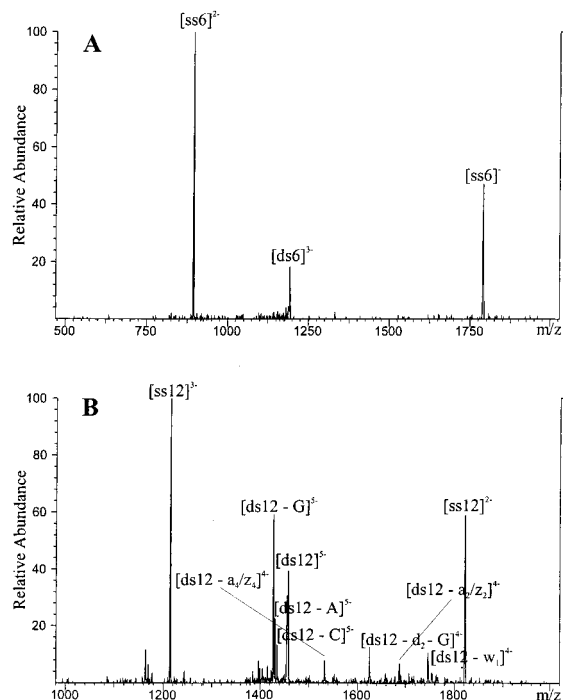 A
[ss6]2-
[ds6]3-
[ss6]-
Relative Abundance
100
80
60
40
20
500 750 1000 1250 1500 1750 m/z
B
[ss12]3-
[ds12 - G]5-
[ds12]5-
[ss12]2-
[ds12 - a4/z4]4-
[ds12 - A]5-
[ds12 - C]5-
[ds12 - a2/z2]4-
[ds12 - d2 - G]4-
[ds12 - w1]4-
Relative Abundance
100
80
60
40
20
1000 1200 1400 1600 1800 m/z